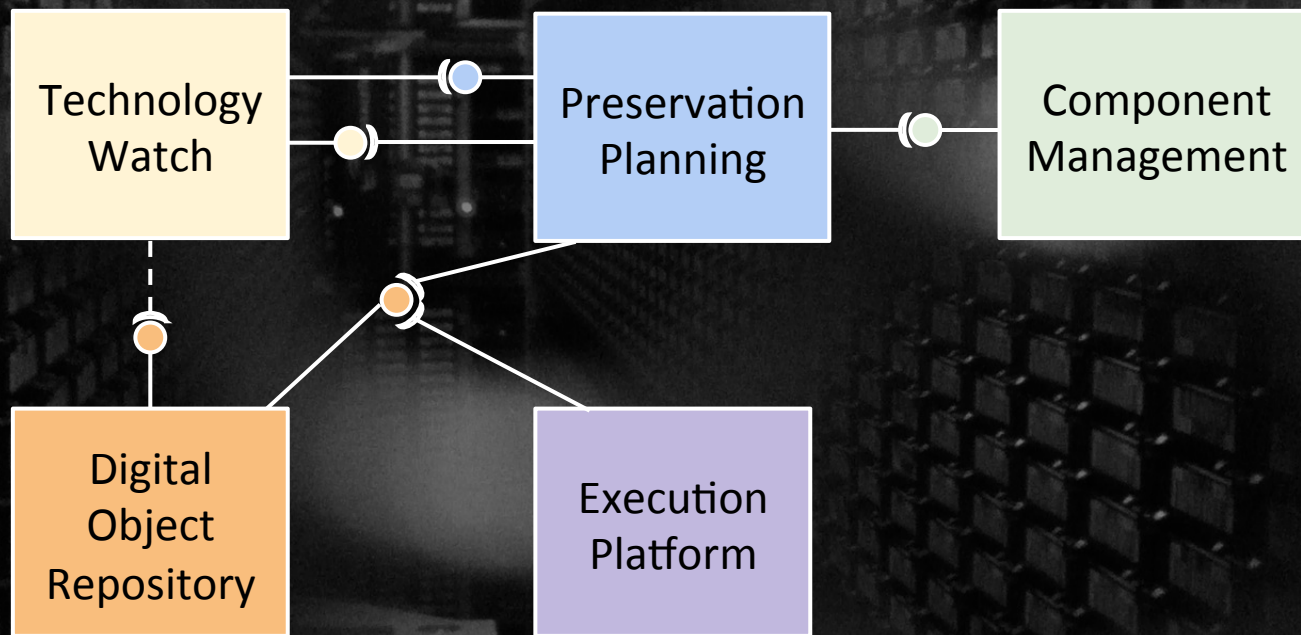 Technology
Watch
Preservation
Planning
Component
Management
Digital
Object
Repository
Execution
Platform